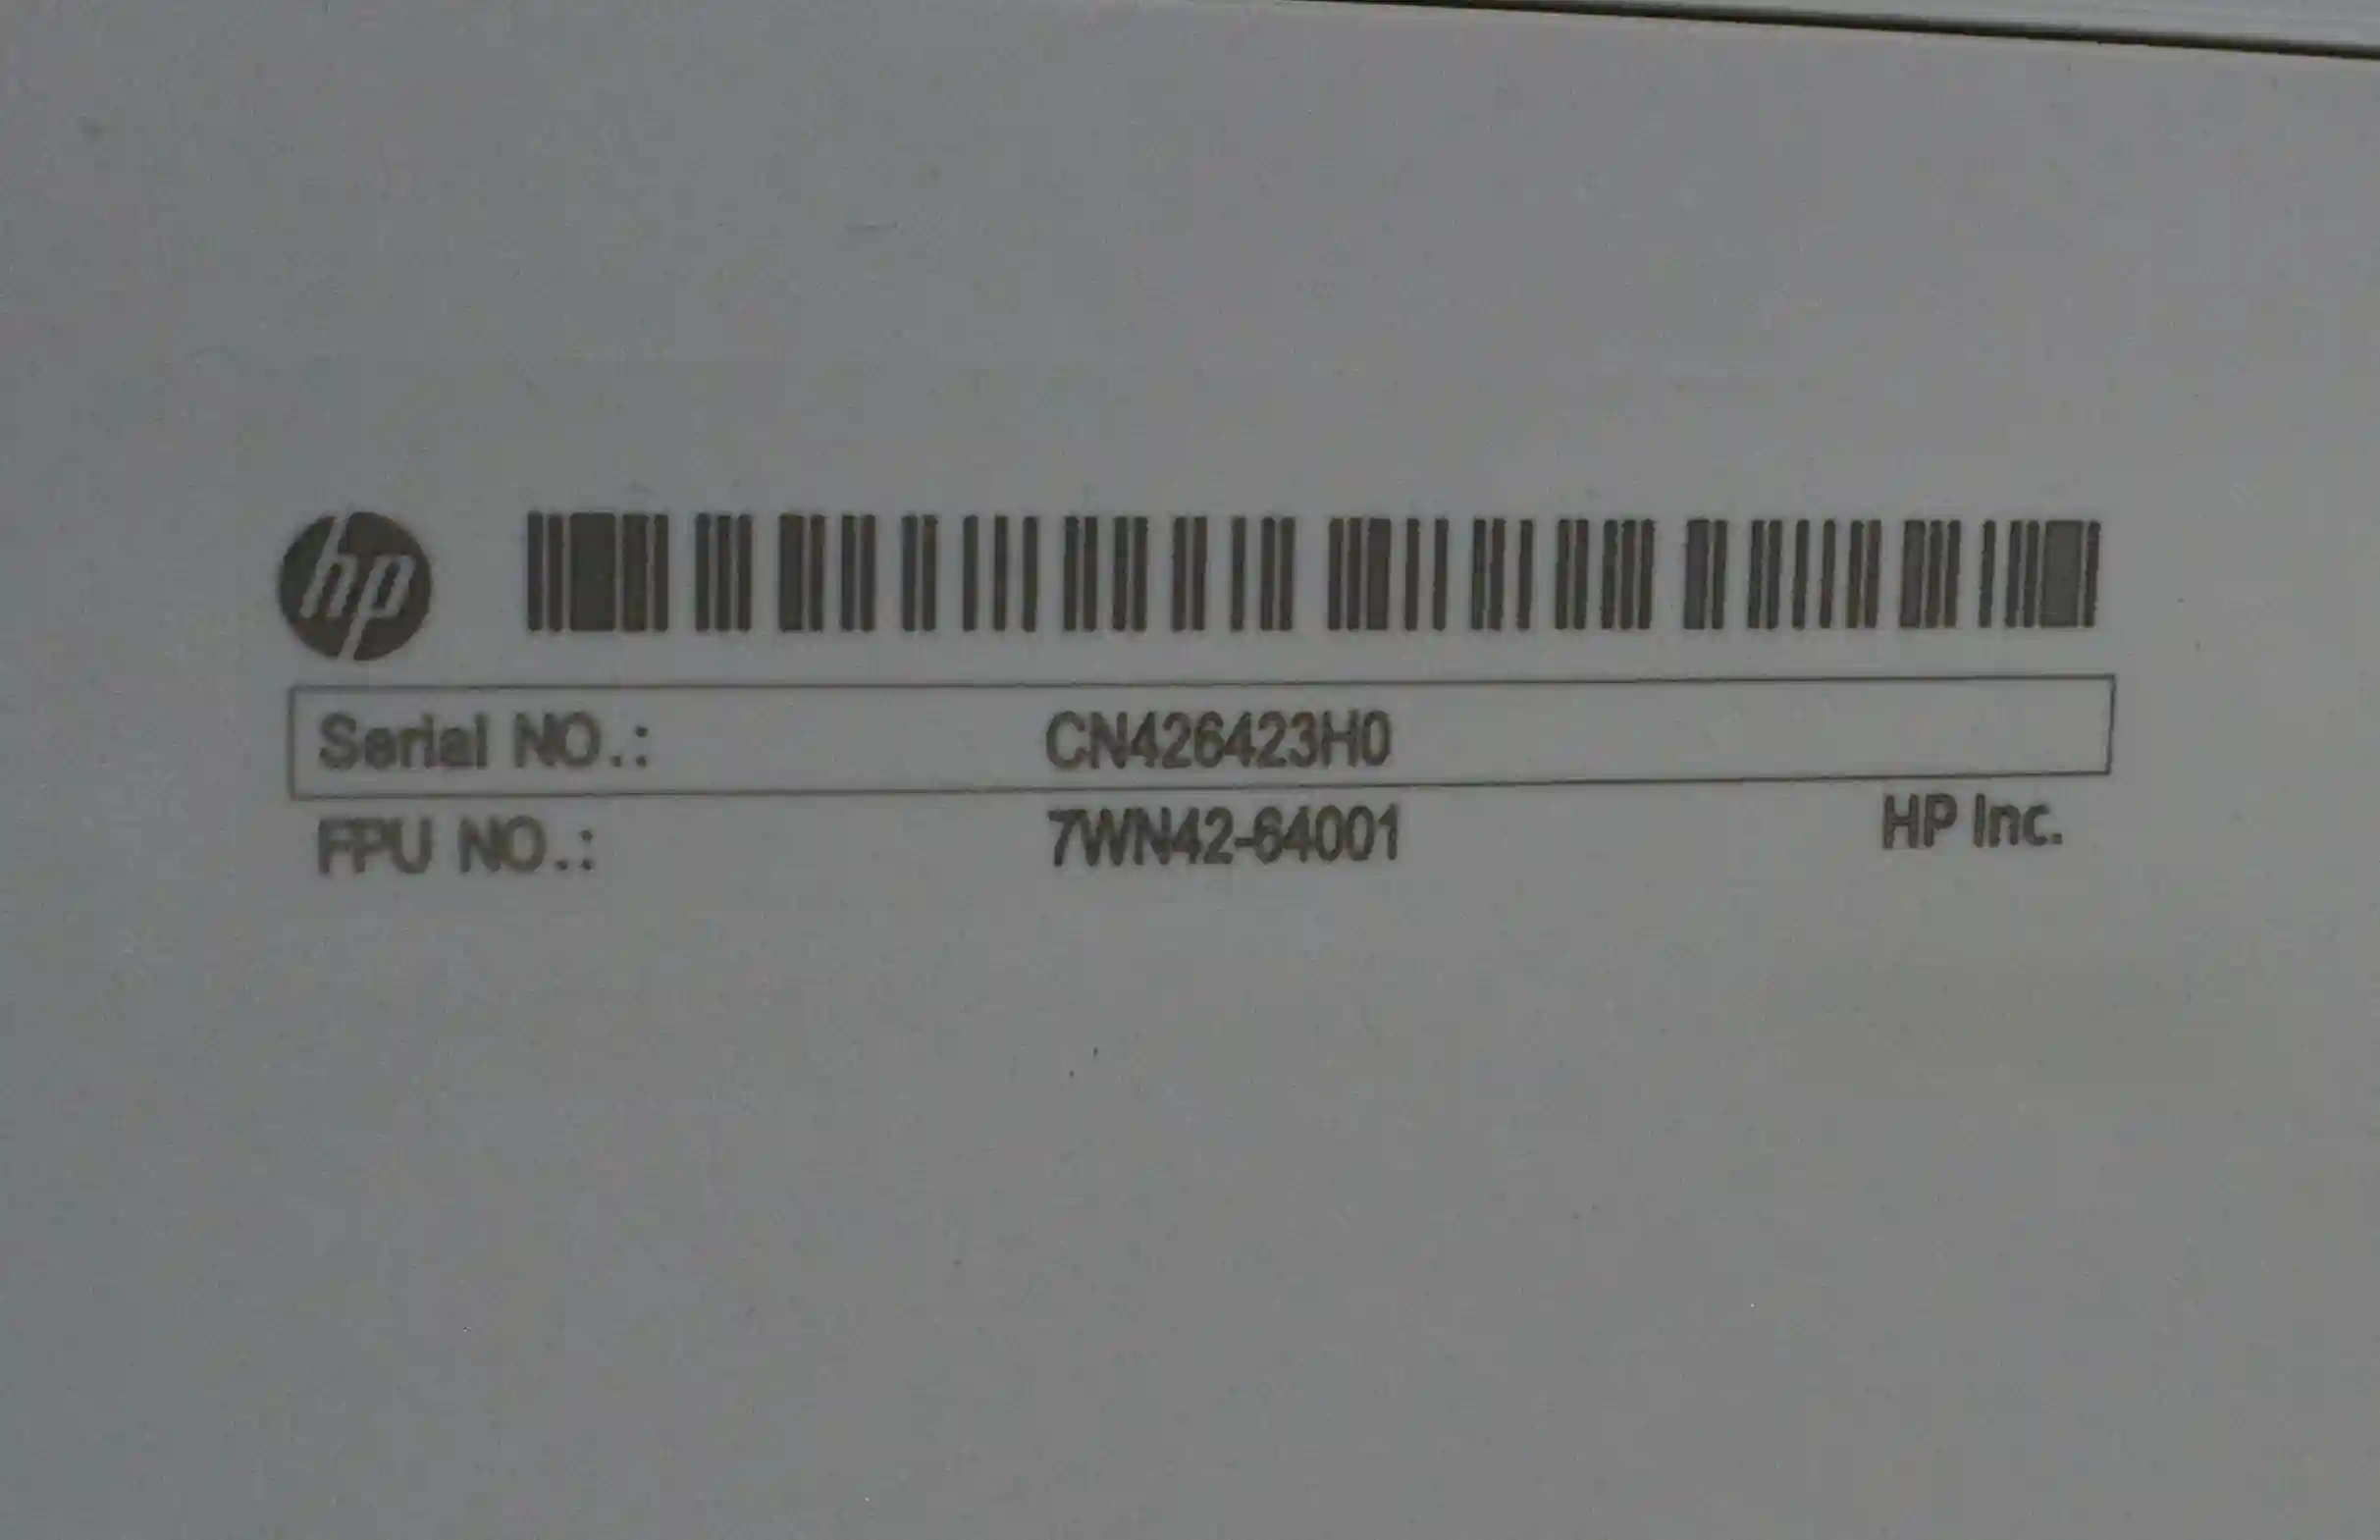 hp
Serial NO.: CN426423H0
FPU NO.: 7WN42-64001 HP Inc.